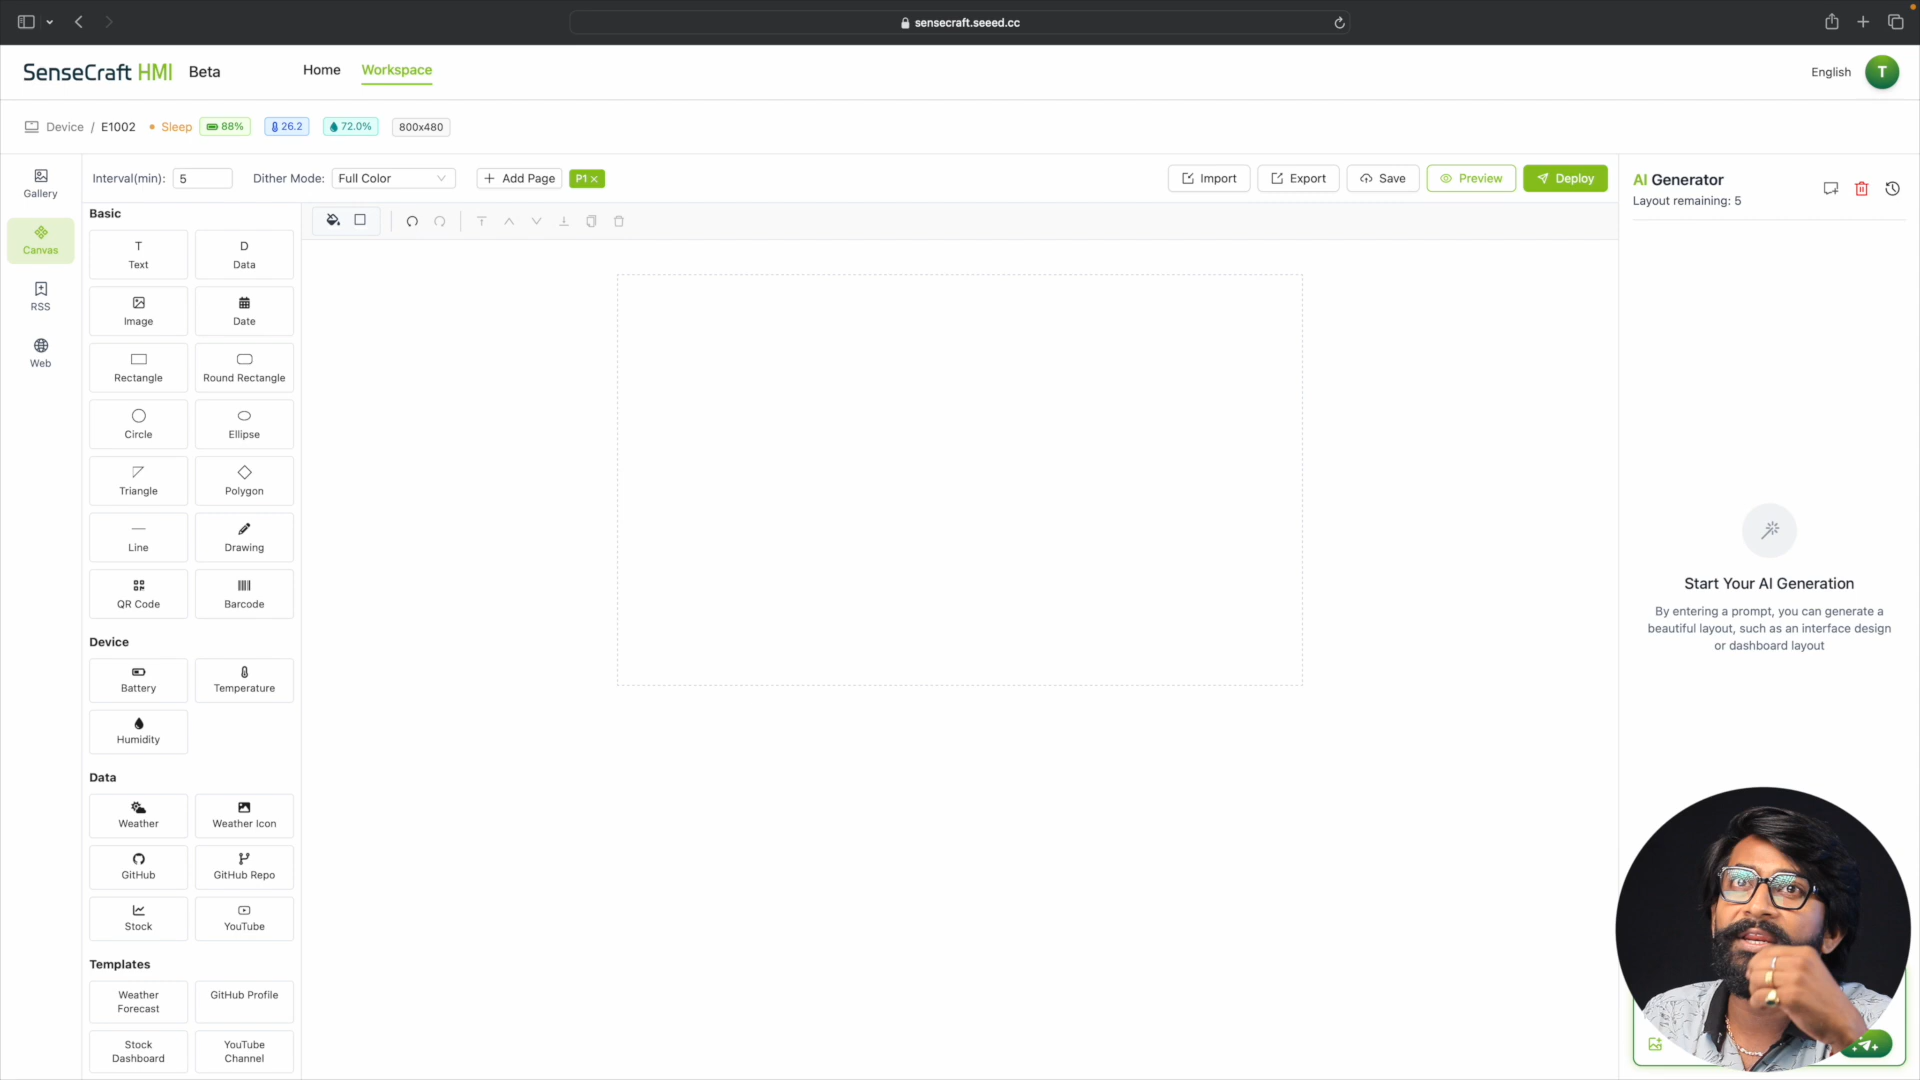 sensecraft.seeed.cc
SenseCraft HMI Beta
Home
Workspace
English
T
Device / E1002
Sleep
88%
26.2
72.0%
800x480
Gallery
Canvas
RSS
Web
Interval(min): 5
Dither Mode: Full Color
Add Page
P1
Import
Export
Save
Preview
Deploy
Basic
T
Text
D
Data
Image
Date
Rectangle
Round Rectangle
Circle
Ellipse
Triangle
Polygon
Line
Drawing
QR Code
Barcode
Device
Battery
Temperature
Humidity
Data
Weather
Weather Icon
GitHub
GitHub Repo
Stock
YouTube
Templates
Weather
Forecast
GitHub Profile
Stock
Dashboard
YouTube
Channel
AI Generator
Layout remaining: 5
Start Your AI Generation
By entering a prompt, you can generate a
beautiful layout, such as an interface design
or dashboard layout